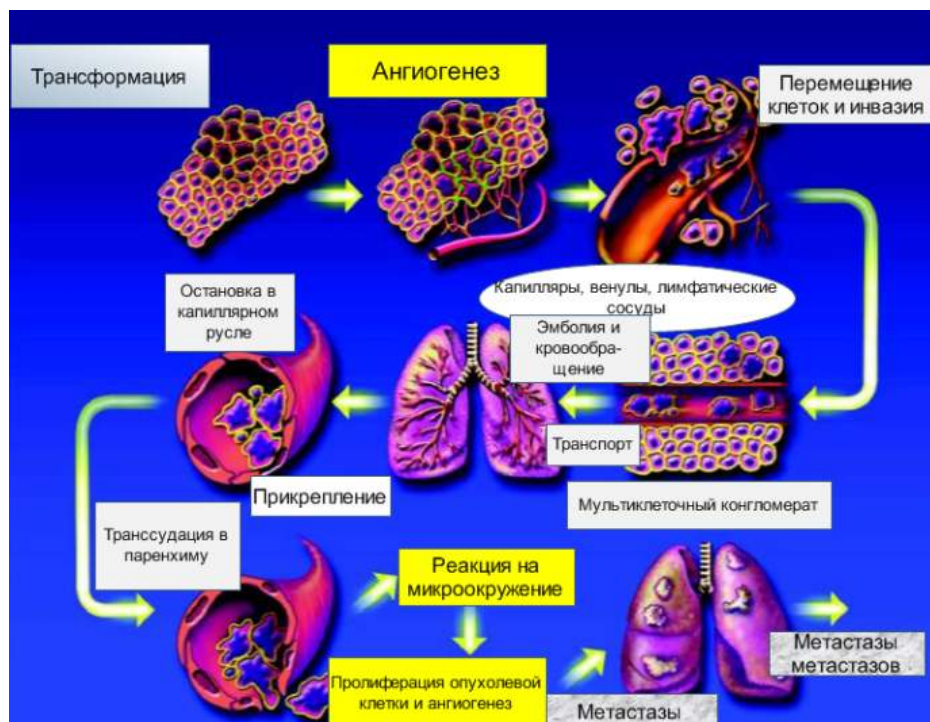 Трансформация
Ангиогенез
Перемещение
клеток и инвазия
Капилляры, венулы, лимфатические
сосуды
Остановка в
капиллярном
русле
Эмболия и
кровообра-
щение
Транспорт
Прикрепление
Мультиклеточный конгломерат
Транссудация в
паренхиму
Реакция на
микроокружение
Пролиферация опухолевой
клетки и ангиогенез
Метастазы
Метастазы
метастазов